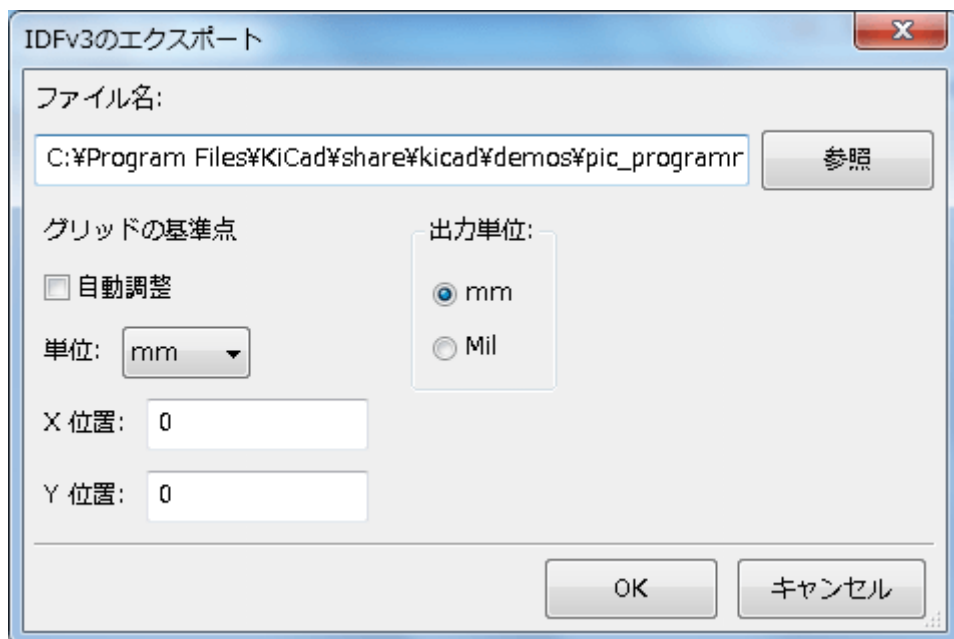 IDFv3のエクスポート
ファイル名:
C:¥Program Files¥KiCad¥share¥kicad¥demos¥pic_programr
参照
グリッドの基準点
出力単位:
自動調整
mm
単位: mm
Mil
X 位置: 0
Y 位置: 0
OK
キャンセル